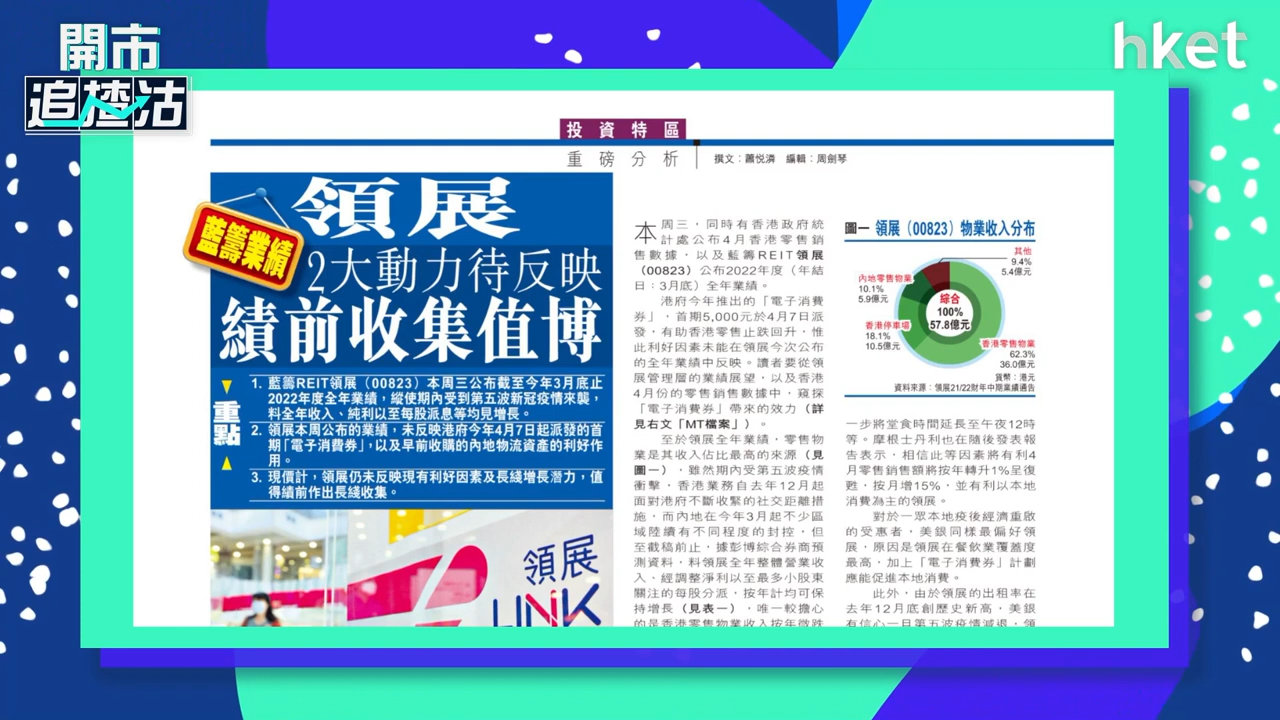 開市
追揸沽
hket
投資特區
重磅分析
撰文：蕭悦濟 編輯：周劍琴
藍籌業績
領展
2大動力待反映
績前收集值博
重點
1. 藍籌REIT領展（00823）本周三公布截至今年3月底止
2022年度全年業績，縱使期內受到第五波新冠疫情來襲，
料全年收入、純利以至每股派息等均見增長。
2. 領展本周公布的業績，未反映港府今年4月7日起派發的首
期「電子消費券」，以及早前收購的內地物流資產的利好作
用。
3. 現價計，領展仍未反映現有利好因素及長綫增長潛力，值
得績前作出長綫收集。
領展
LINK
本周三，同時有香港政府統
計處公布4月香港零售銷
售數據，以及藍籌REIT領展
（00823）公布2022年度（年結
日：3月底）全年業績。
港府今年推出的「電子消費
券」，首期5,000元於4月7日派
發，有助香港零售止跌回升，惟
此利好因素未能在領展今次公布
的全年業績中反映。讀者要從領
展管理層的業績展望，以及香港
4月份的零售銷售數據中，窺探
「電子消費券」帶來的效力（詳
見右文「MT檔案」）。
至於領展全年業績，零售物
業是其收入佔比最高的來源（見
圖一），雖然期內受第五波疫情
衝擊，香港業務自去年12月起
面對港府不斷收緊的社交距離措
施，而內地在今年3月起不少區
域陸續有不同程度的封控，但
至截稿前止，據彭博綜合券商預
測資料，料領展全年整體營業收
入、經調整淨利以至最多小股東
關注的每股分派，按年計均可保
持增長（見表一），唯一較擔心
的是香港零售物業收入按年微跌
圖一 領展（00823）物業收入分布
其他
9.4%
5.4億元
內地零售物業
10.1%
5.9億元
綜合
100%
57.8億元
香港停車場
18.1%
10.5億元
香港零售物業
62.3%
36.0億元
貨幣：港元
資料來源：領展21/22財年中期業績通告
一步將堂食時間延長至午夜12時
等。摩根士丹利也在隨後發表報
告表示，相信此等因素將有利4
月零售銷售額將按年轉升1%呈復
甦，按月增15%，並有利以本地
消費為主的領展。
對於一眾本地疫後經濟重啟
的受惠者，美銀同樣最偏好領
展，原因是領展在餐飲業覆蓋度
最高，加上「電子消費券」計劃
應能促進本地消費。
此外，由於領展的出租率在
去年12月底創歷史新高，美銀
有信心一旦第五波疫情減退，領